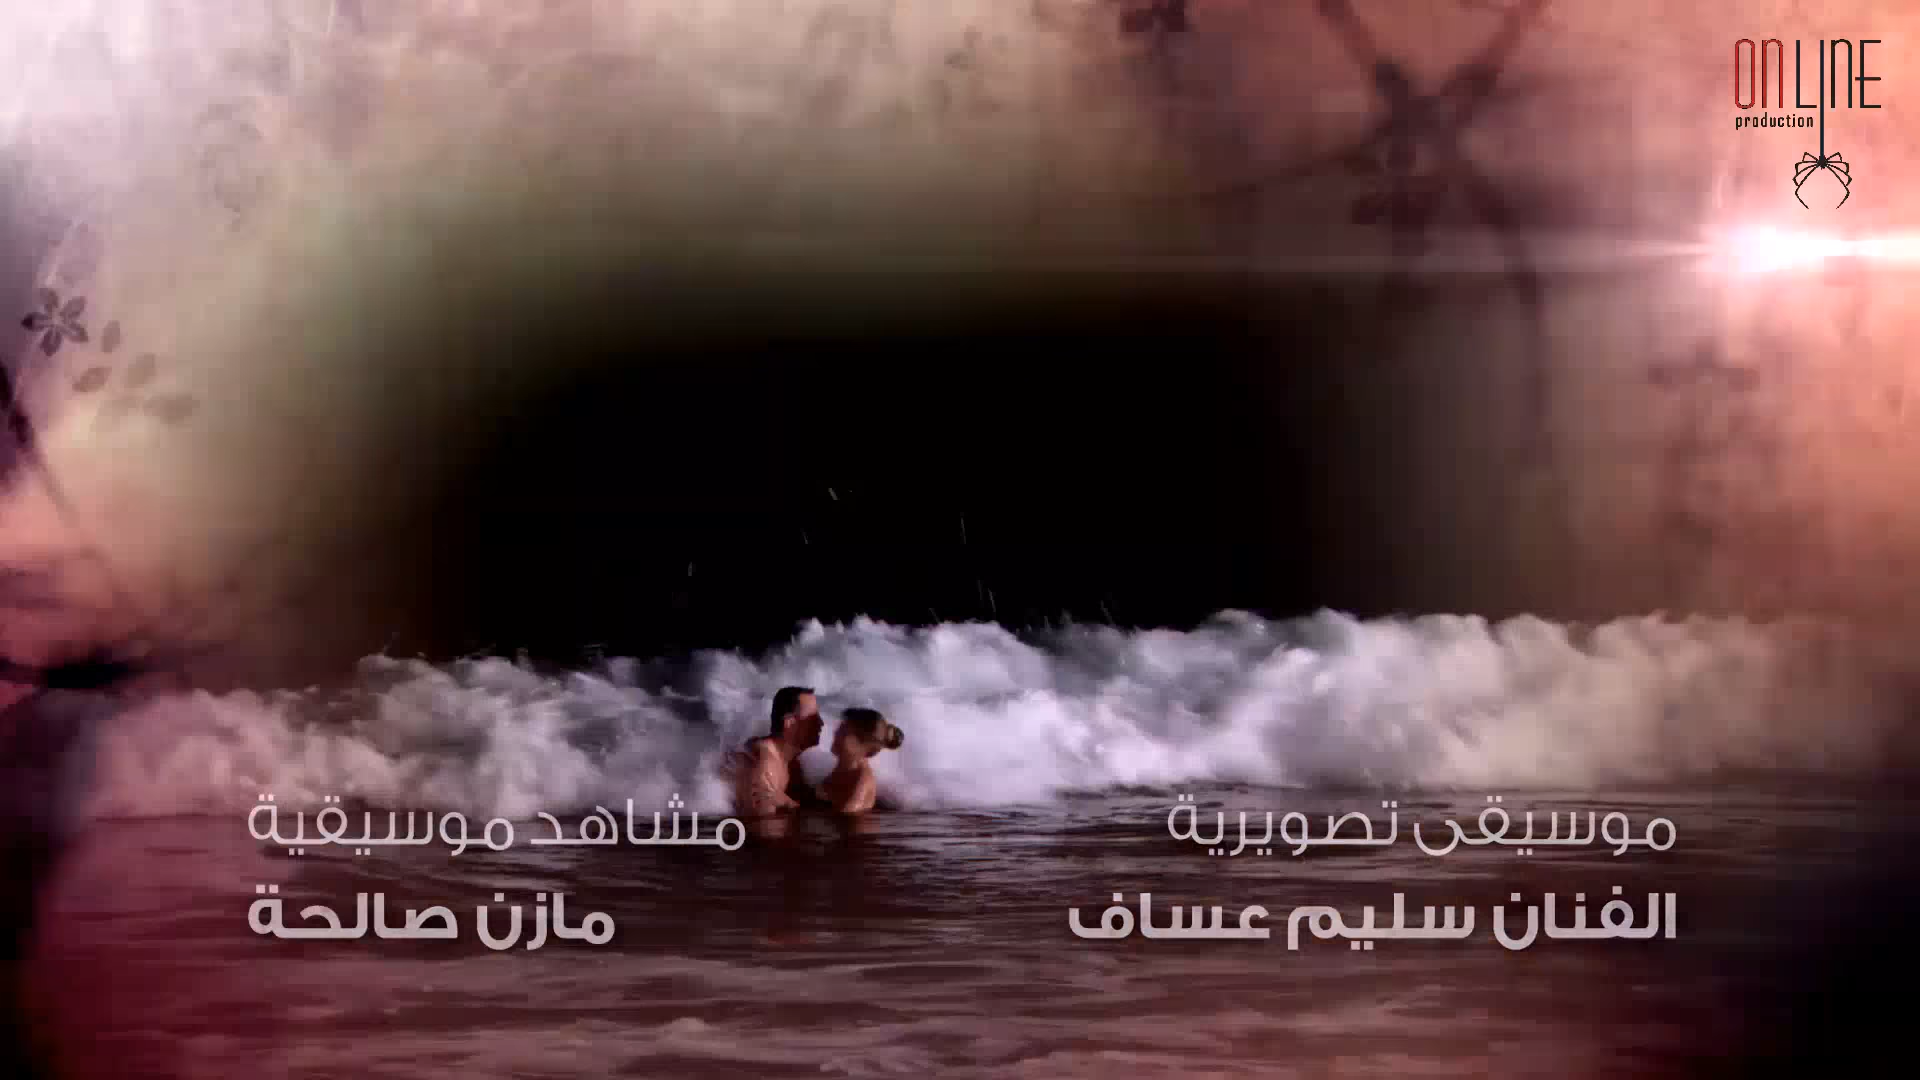 ONLINE
production
موسيقى تصويرية
الفنان سليم عساف
مشاهد موسيقية
مازن صالحة